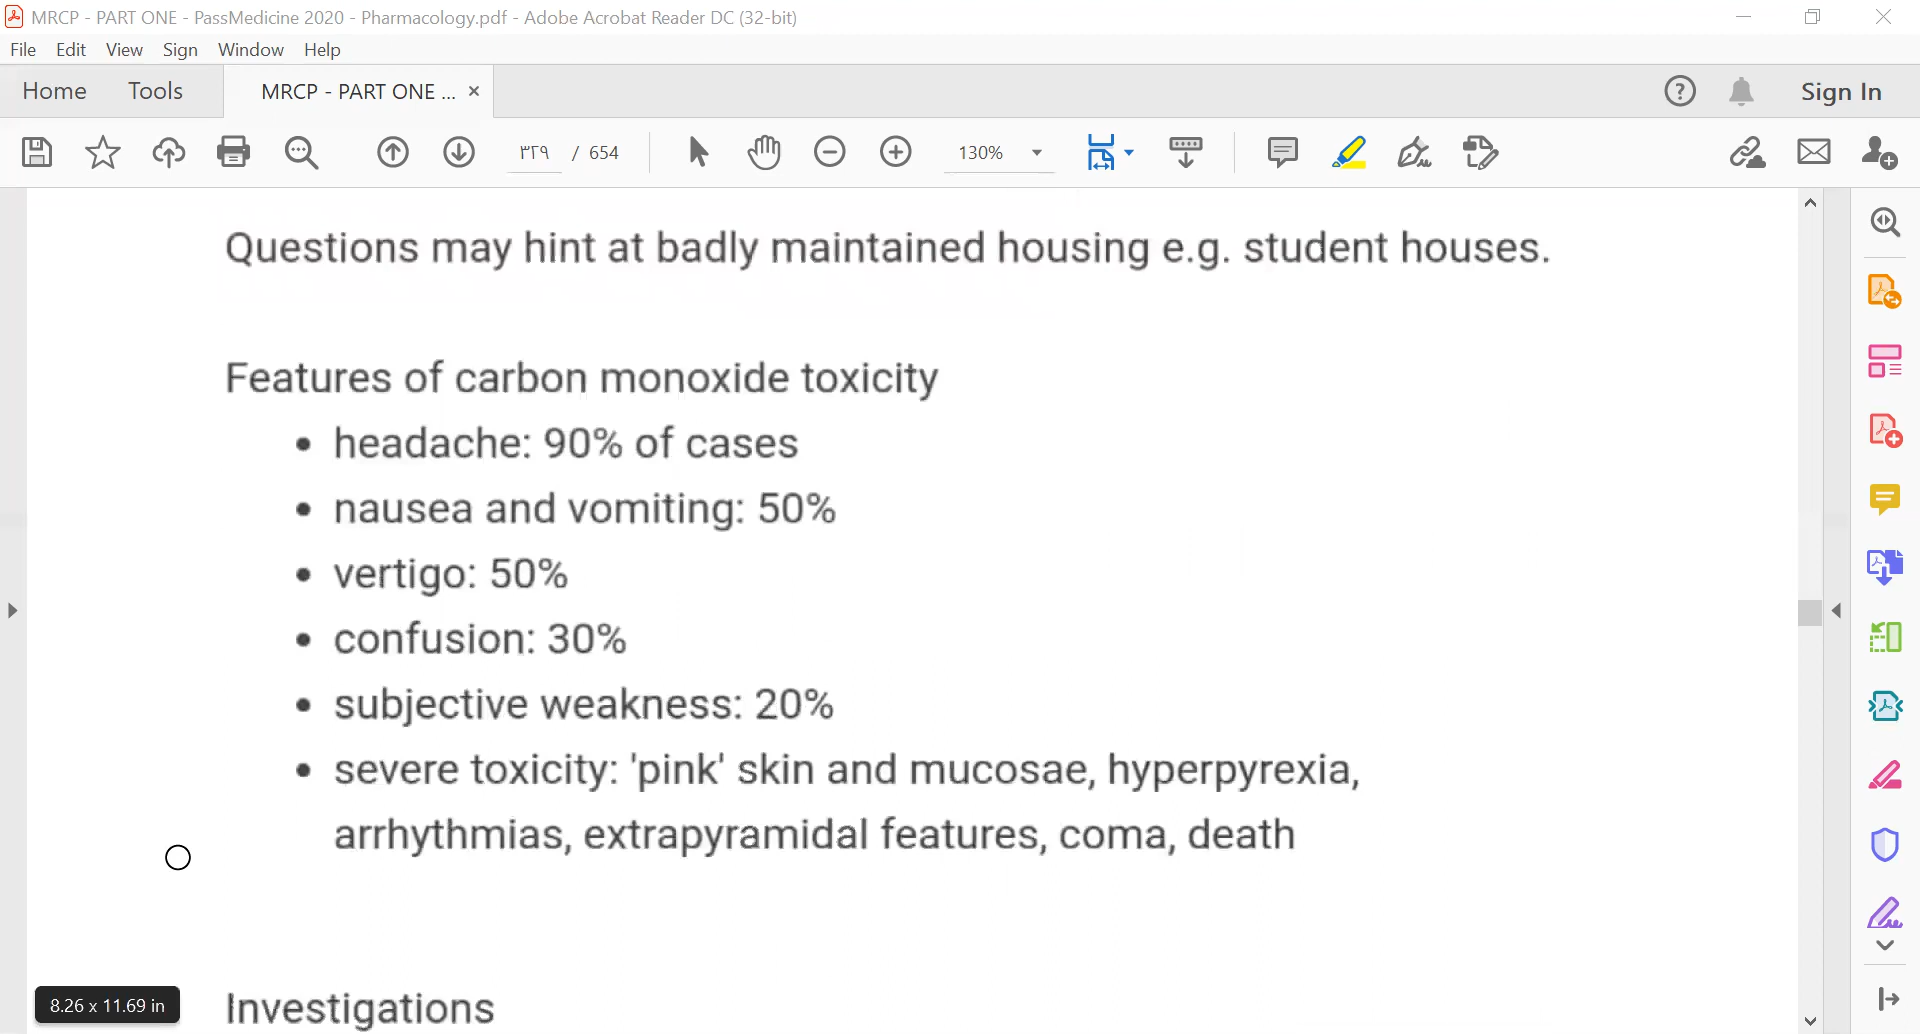 MRCP - PART ONE - PassMedicine 2020 - Pharmacology.pdf - Adobe Acrobat Reader DC (32-bit)
File Edit View Sign Window Help
Home Tools MRCP - PART ONE ... × Sign In
٣٢٩ / 654 130%
Questions may hint at badly maintained housing e.g. student houses.
Features of carbon monoxide toxicity
• headache: 90% of cases
• nausea and vomiting: 50%
• vertigo: 50%
• confusion: 30%
• subjective weakness: 20%
• severe toxicity: 'pink' skin and mucosae, hyperpyrexia,
arrhythmias, extrapyramidal features, coma, death
8.26 x 11.69 in
Investigations